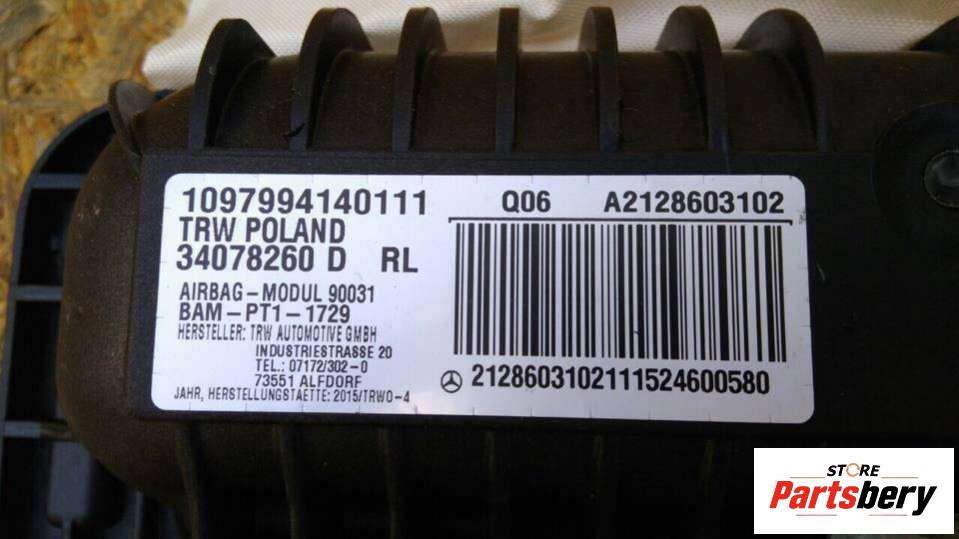 1097994140111
TRW POLAND
34078260 D RL
AIRBAG-MODUL 90031
BAM-PT1-1729
HERSTELLER: TRW AUTOMOTIVE GMBH
INDUSTRIESTRASSE 20
TEL.: 07172/302-0
73551 ALFDORF
JAHR, HERSTELLUNGSTAETTE: 2015/TRWO-4
Q06 A2128603102
2128603102111524600580
STORE
Partsbery